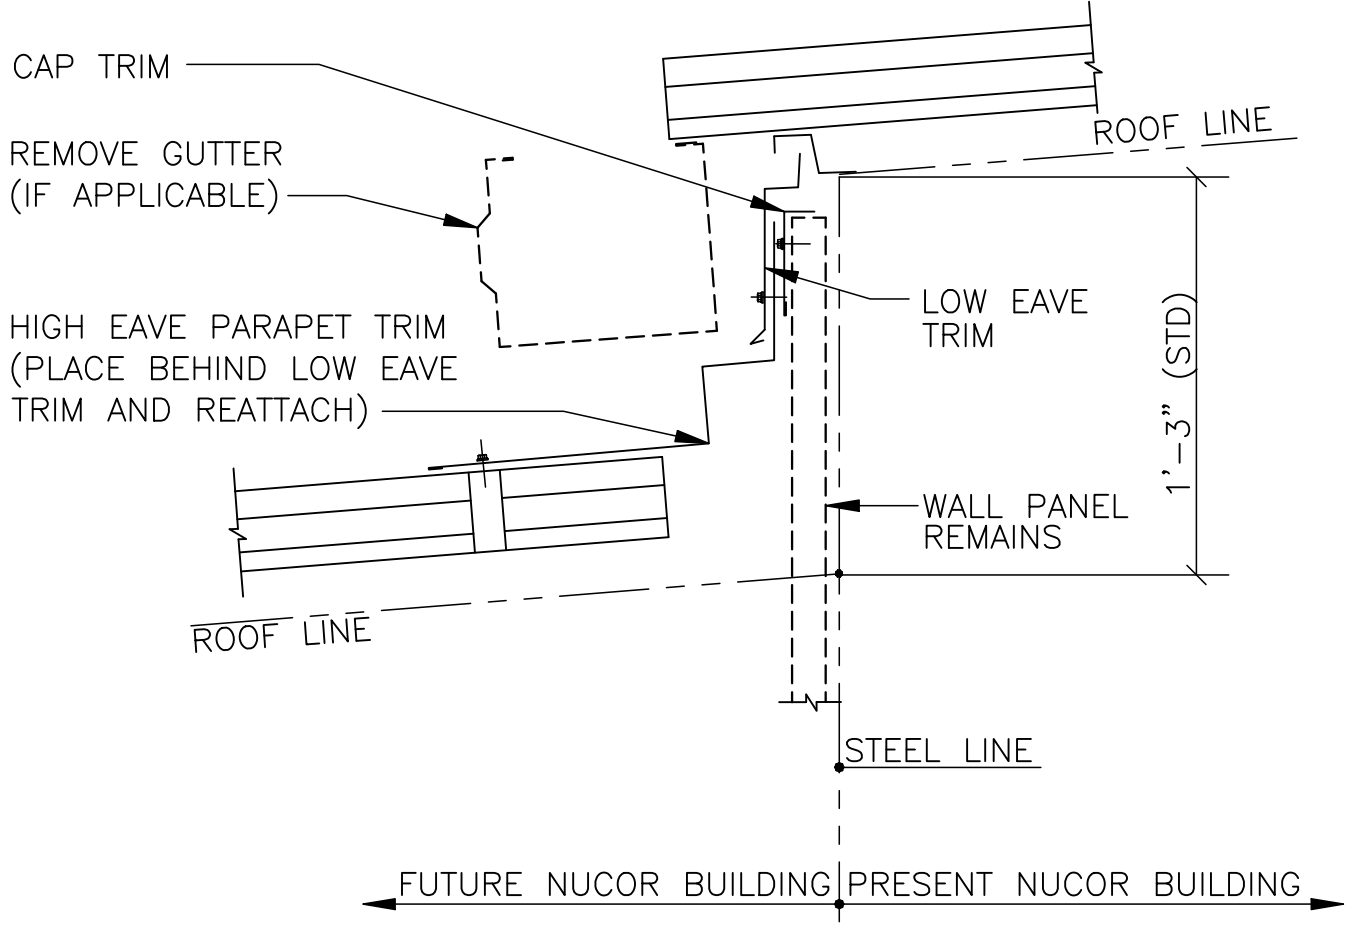 CAP TRIM
REMOVE GUTTER
(IF APPLICABLE)
HIGH EAVE PARAPET TRIM
(PLACE BEHIND LOW EAVE
TRIM AND REATTACH)
ROOF LINE
LOW EAVE
TRIM
1'-3" (STD)
WALL PANEL
REMAINS
ROOF LINE
STEEL LINE
FUTURE NUCOR BUILDING
PRESENT NUCOR BUILDING